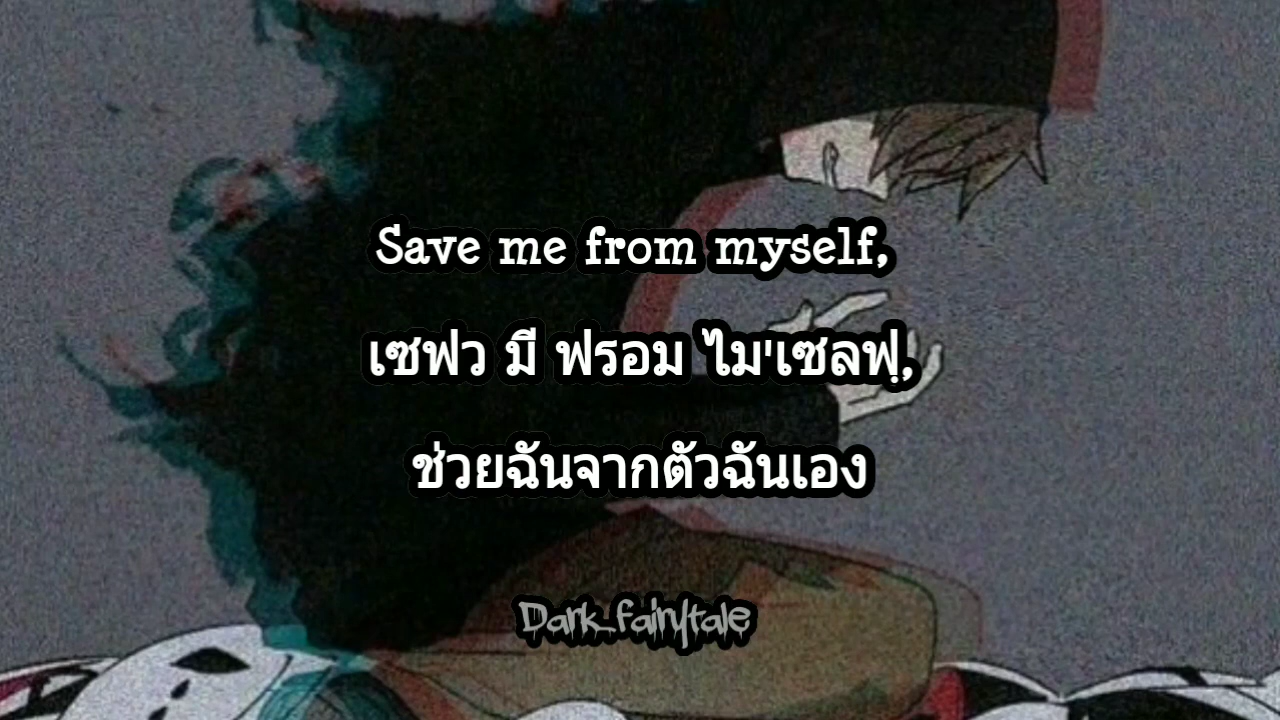 Save me from myself,
เซฟว มี ฟรอม ไม'เซลฟฺ,
ช่วยฉันจากตัวฉันเอง
Dark_fairytale